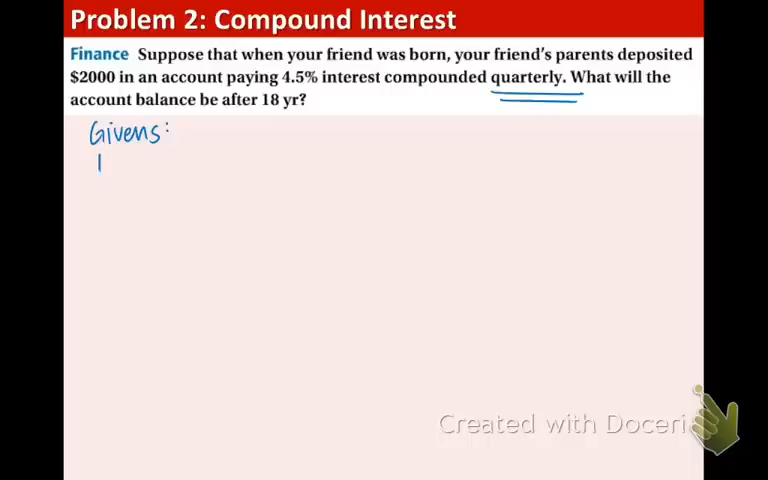 Problem 2: Compound Interest
Finance Suppose that when your friend was born, your friend's parents deposited
$2000 in an account paying 4.5% interest compounded quarterly. What will the
account balance be after 18 yr?
Givens:
Created with Doceri